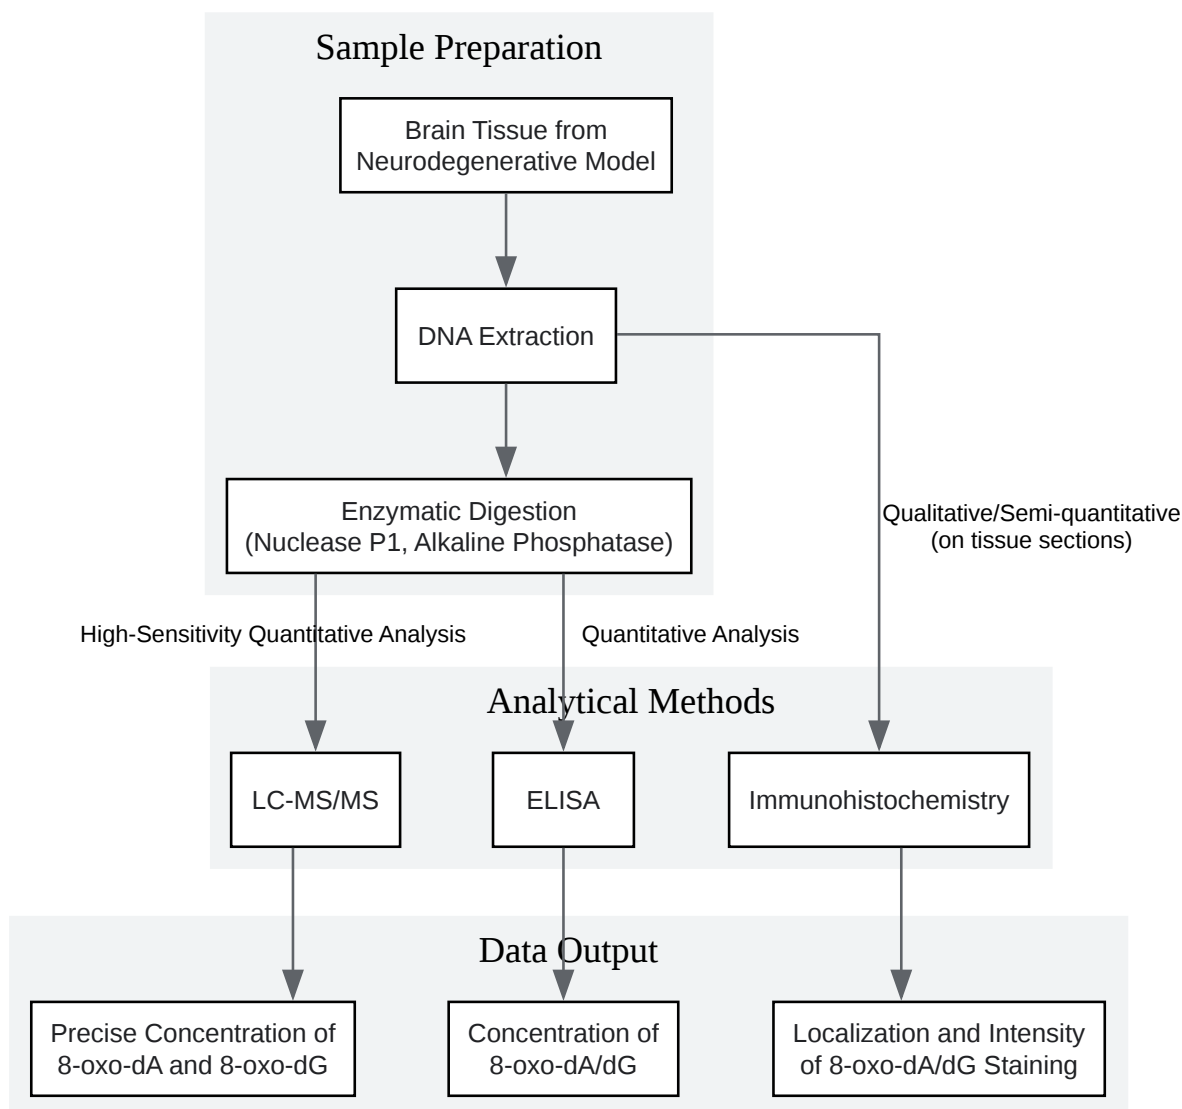 Sample Preparation
Brain Tissue from
Neurodegenerative Model
DNA Extraction
Enzymatic Digestion
(Nuclease P1, Alkaline Phosphatase)
Qualitative/Semi-quantitative
(on tissue sections)
High-Sensitivity Quantitative Analysis
Quantitative Analysis
Analytical Methods
LC-MS/MS
ELISA
Immunohistochemistry
Data Output
Precise Concentration of
8-oxo-dA and 8-oxo-dG
Concentration of
8-oxo-dA/dG
Localization and Intensity
of 8-oxo-dA/dG Staining